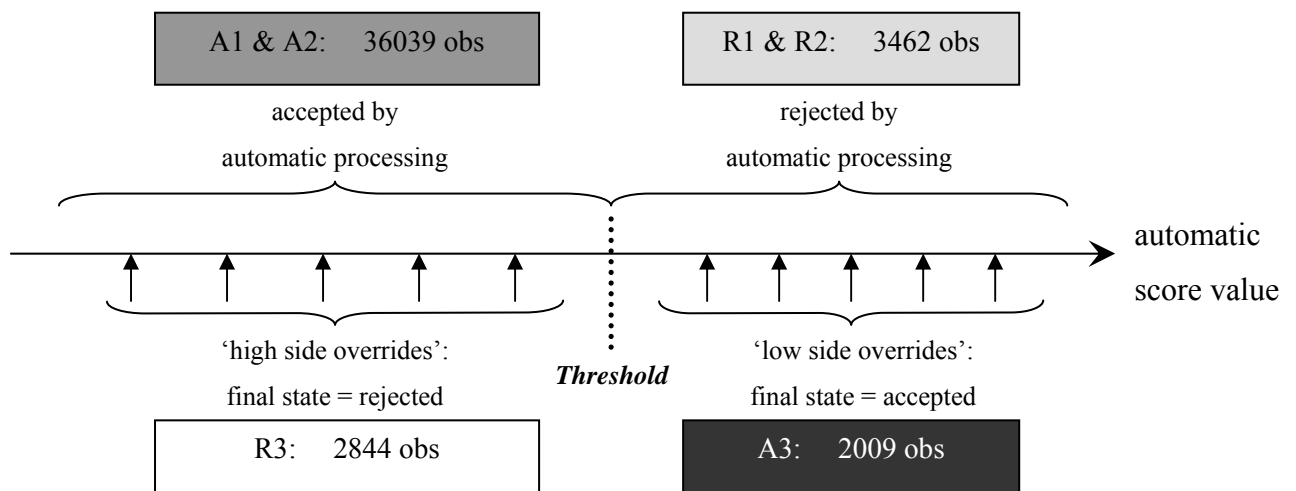 A1 & A2: 36039 obs
R1 & R2: 3462 obs
accepted by
automatic processing
rejected by
automatic processing
automatic
score value
‘high side overrides’:
final state = rejected
Threshold
‘low side overrides’:
final state = accepted
R3: 2844 obs
A3: 2009 obs